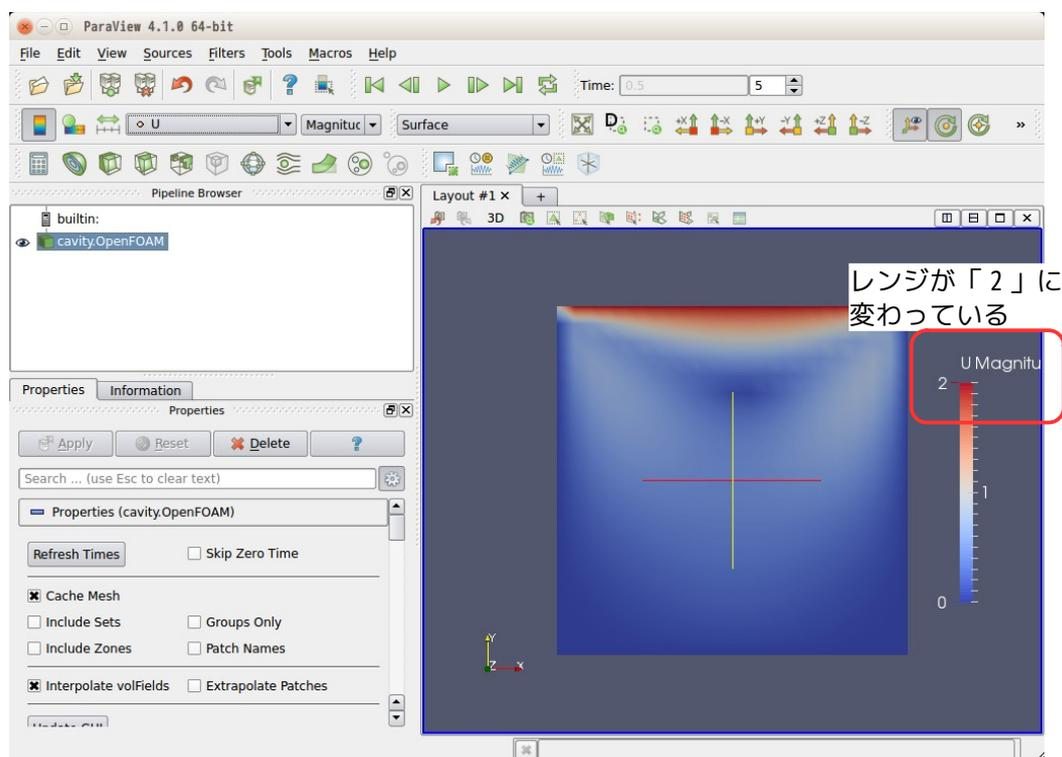 ParaView 4.1.0 64-bit
File Edit View Sources Filters Tools Macros Help
Time: 0.5 5
U Magnituc Surface
+X -X +Y -Y +Z -Z »
Pipeline Browser
builtin:
cavity.OpenFOAM
Layout #1 × +
3D
レンジが「2」に
変わっている
U Magnitu
2
1
0
Y
Z X
Properties Information
Properties
Apply Reset Delete ?
Search ... (use Esc to clear text)
Properties (cavity.OpenFOAM)
Refresh Times Skip Zero Time
Cache Mesh
Include Sets Groups Only
Include Zones Patch Names
Interpolate volFields Extrapolate Patches
Update GUI